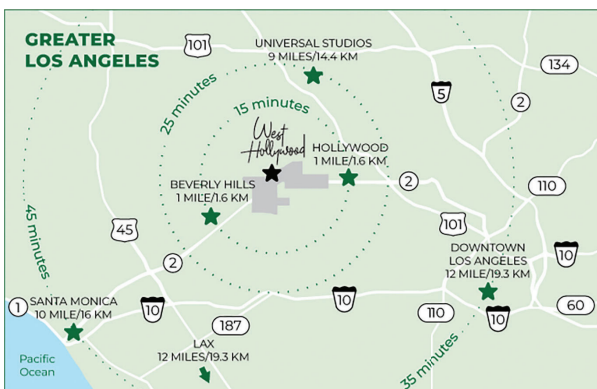 GREATER
LOS ANGELES
101
UNIVERSAL STUDIOS
9 MILES/14.4 KM
134
5
2
25 minutes
15 minutes
West
Hollywood
HOLLYWOOD
1 MILE/1.6 KM
2
110
BEVERLY HILLS
1 MILE/1.6 KM
45 minutes
45
101
2
DOWNTOWN
LOS ANGELES
12 MILE/19.3 KM
10
1
SANTA MONICA
10 MILE/16 KM
10
10
187
110
10
60
LAX
12 MILES/19.3 KM
35 minutes
Pacific
Ocean